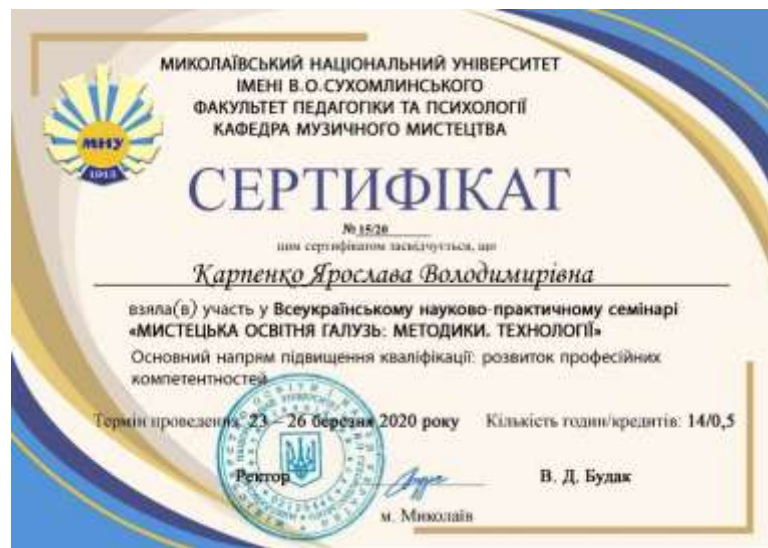 МИКОЛАЇВСЬКИЙ НАЦІОНАЛЬНИЙ УНІВЕРСИТЕТ
ІМЕНІ В.О.СУХОМЛИНСЬКОГО
ФАКУЛЬТЕТ ПЕДАГОГІКИ ТА ПСИХОЛОГІЇ
КАФЕДРА МУЗИЧНОГО МИСТЕЦТВА
МНУ
1913
СЕРТИФІКАТ
№ 15/20
цим сертифікатом засвідчується, що
Карпенко Ярослава Володимирівна
взяла(в) участь у Всеукраїнському науково-практичному семінарі
«МИСТЕЦЬКА ОСВІТНЯ ГАЛУЗЬ: МЕТОДИКИ. ТЕХНОЛОГІЇ»
Основний напрям підвищення кваліфікації: розвиток професійних
компетентностей
Термін проведення: 23 – 26 березня 2020 року Кількість годин/кредитів: 14/0,5
Ректор В. Д. Будак
м. Миколаїв